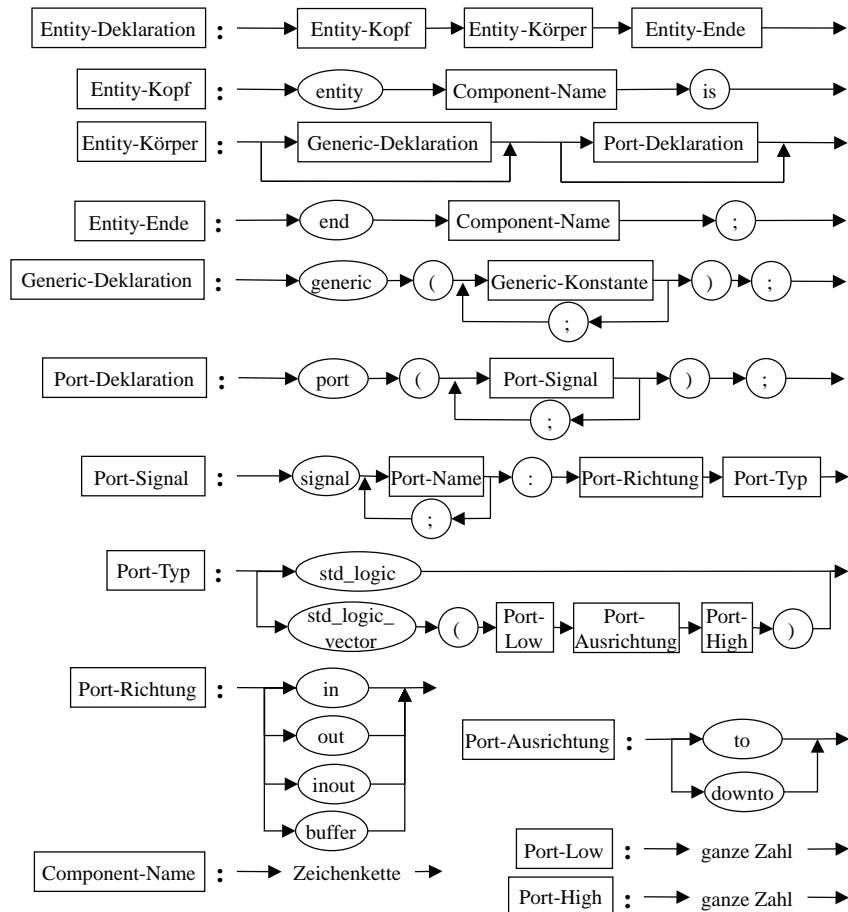 Entity-Deklaration : Entity-Kopf Entity-Körper Entity-Ende
Entity-Kopf : entity Component-Name is
Entity-Körper : Generic-Deklaration Port-Deklaration
Entity-Ende : end Component-Name ;
Generic-Deklaration : generic ( Generic-Konstante ) ;
;
Port-Deklaration : port ( Port-Signal ) ;
;
Port-Signal : signal Port-Name : Port-Richtung Port-Typ
;
Port-Typ : std_logic
std_logic_
vector
(
Port-
Low
Port-
Ausrichtung
Port-
High
)
Port-Richtung : in
out
inout
buffer
Port-Ausrichtung : to
downto
Component-Name : Zeichenkette
Port-Low : ganze Zahl
Port-High : ganze Zahl